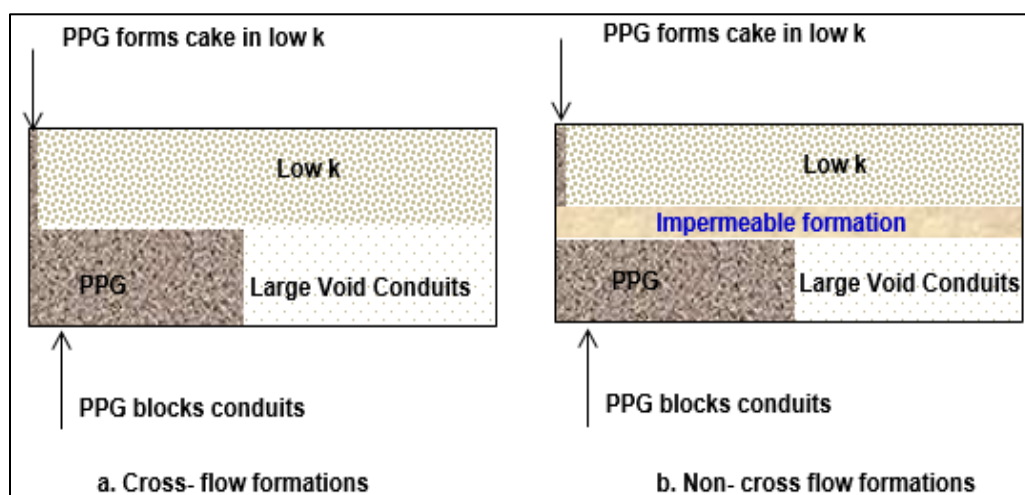 PPG forms cake in low k
Low k
PPG
Large Void Conduits
PPG blocks conduits
a. Cross- flow formations
PPG forms cake in low k
Low k
Impermeable formation
PPG
Large Void Conduits
PPG blocks conduits
b. Non- cross flow formations